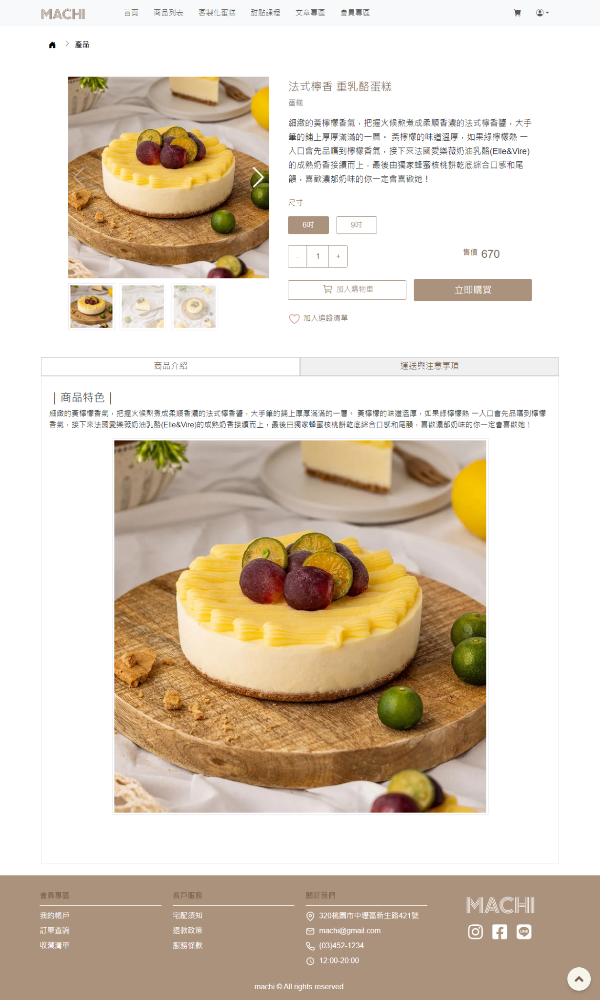 MACHI
首頁 商品列表 客製化蛋糕 甜點課程 文章專區 會員專區
產品
法式檸香 重乳酪蛋糕
蛋糕
細緻的黃檸檬香氣，把握火候熬煮成柔順香濃的法式檸香醬，大手
筆的鋪上厚厚滿滿的一層。 黃檸檬的味道溫厚，如果綠檸檬熱 一
入口會先品嚐到檸檬香氣，接下來法國愛樂薇奶油乳酪(Elle&Vire)
的成熟奶香接續而上，最後由獨家蜂蜜核桃餅乾底綜合口感和尾
韻，喜歡濃郁奶味的你一定會喜歡她！
尺寸
6吋 9吋
- 1 +
售價 670
加入購物車
立即購買
加入追蹤清單
商品介紹 運送與注意事項
｜商品特色｜
細緻的黃檸檬香氣，把握火候熬煮成柔順香濃的法式檸香醬，大手筆的鋪上厚厚滿滿的一層。 黃檸檬的味道溫厚，如果綠檸檬熱 一入口會先品嚐到檸檬
香氣，接下來法國愛樂薇奶油乳酪(Elle&Vire)的成熟奶香接續而上，最後由獨家蜂蜜核桃餅乾底綜合口感和尾韻，喜歡濃郁奶味的你一定會喜歡她！
會員專區
我的帳戶
訂單查詢
收藏清單
客戶服務
宅配須知
退款政策
服務條款
關於我們
320桃園市中壢區新生路421號
machi@gmail.com
(03)452-1234
12:00-20:00
MACHI
LINE
machi © All rights reserved.